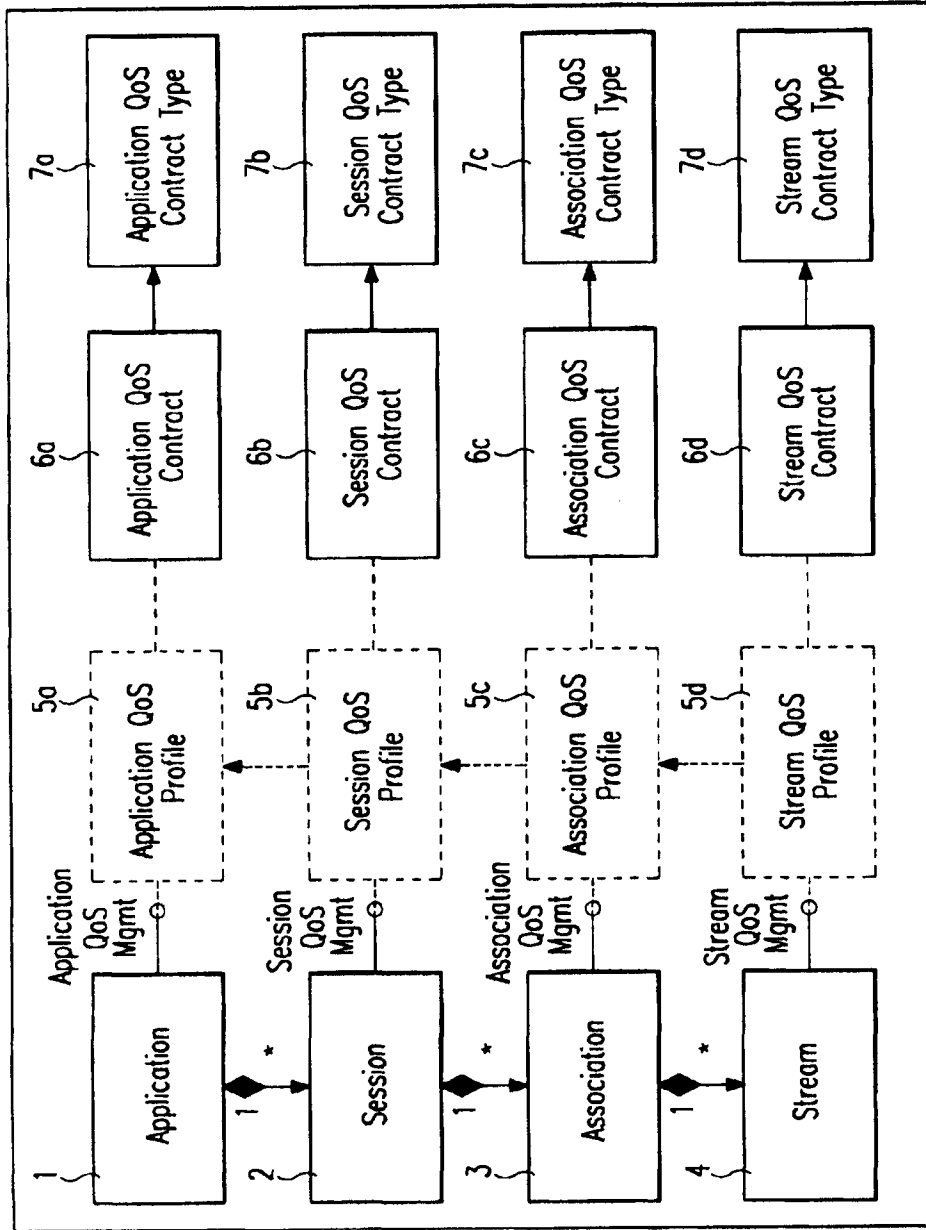 1
Application
1
*
Application
QoS
Mgmt
5a
Application QoS
Profile
6a
Application QoS
Contract
7a
Application QoS
Contract Type
2
Session
1
*
Session
QoS
Mgmt
5b
Session QoS
Profile
6b
Session QoS
Contract
7b
Session QoS
Contract Type
3
Association
1
*
Association
QoS
Mgmt
5c
Association QoS
Profile
6c
Association QoS
Contract
7c
Association QoS
Contract Type
4
Stream
Stream
QoS
Mgmt
5d
Stream QoS
Profile
6d
Stream QoS
Contract
7d
Stream QoS
Contract Type